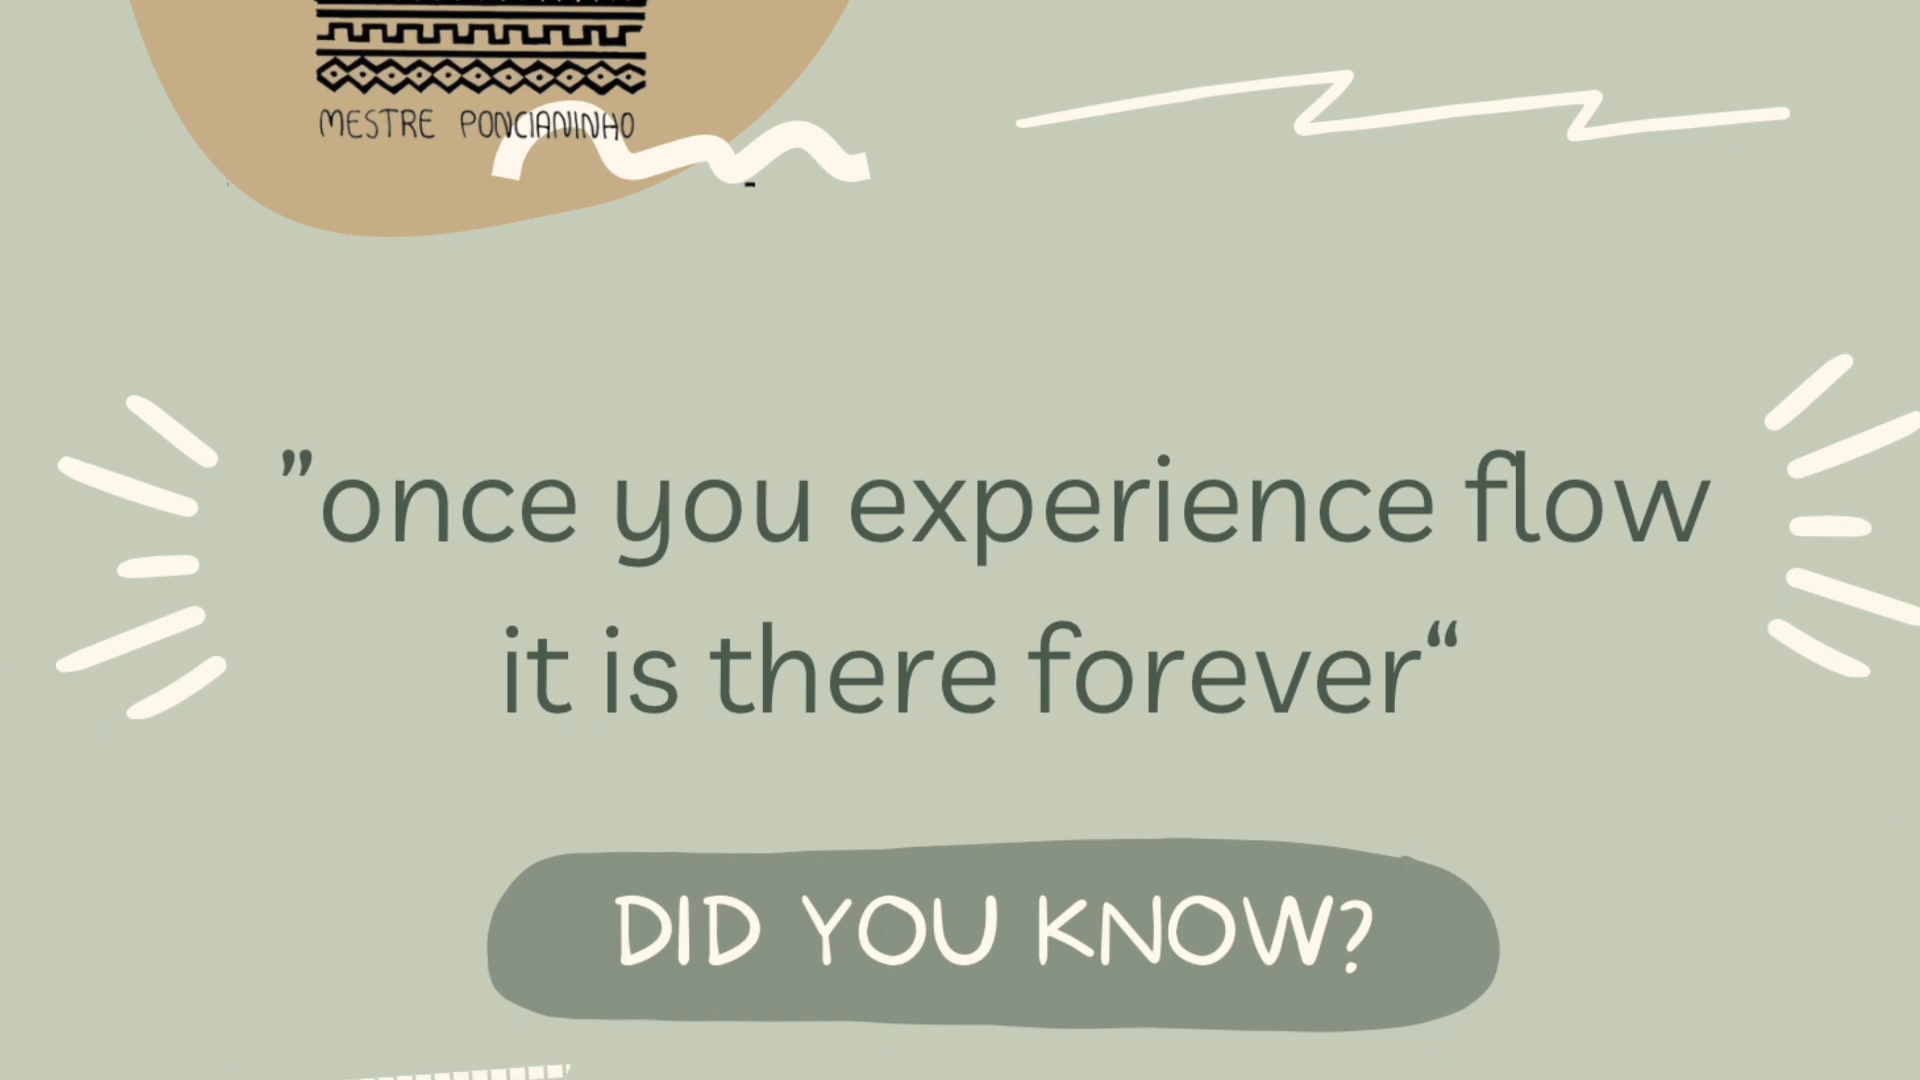 MESTRE PONCIANINHO
”once you experience flow
it is there forever“
DID YOU KNOW?